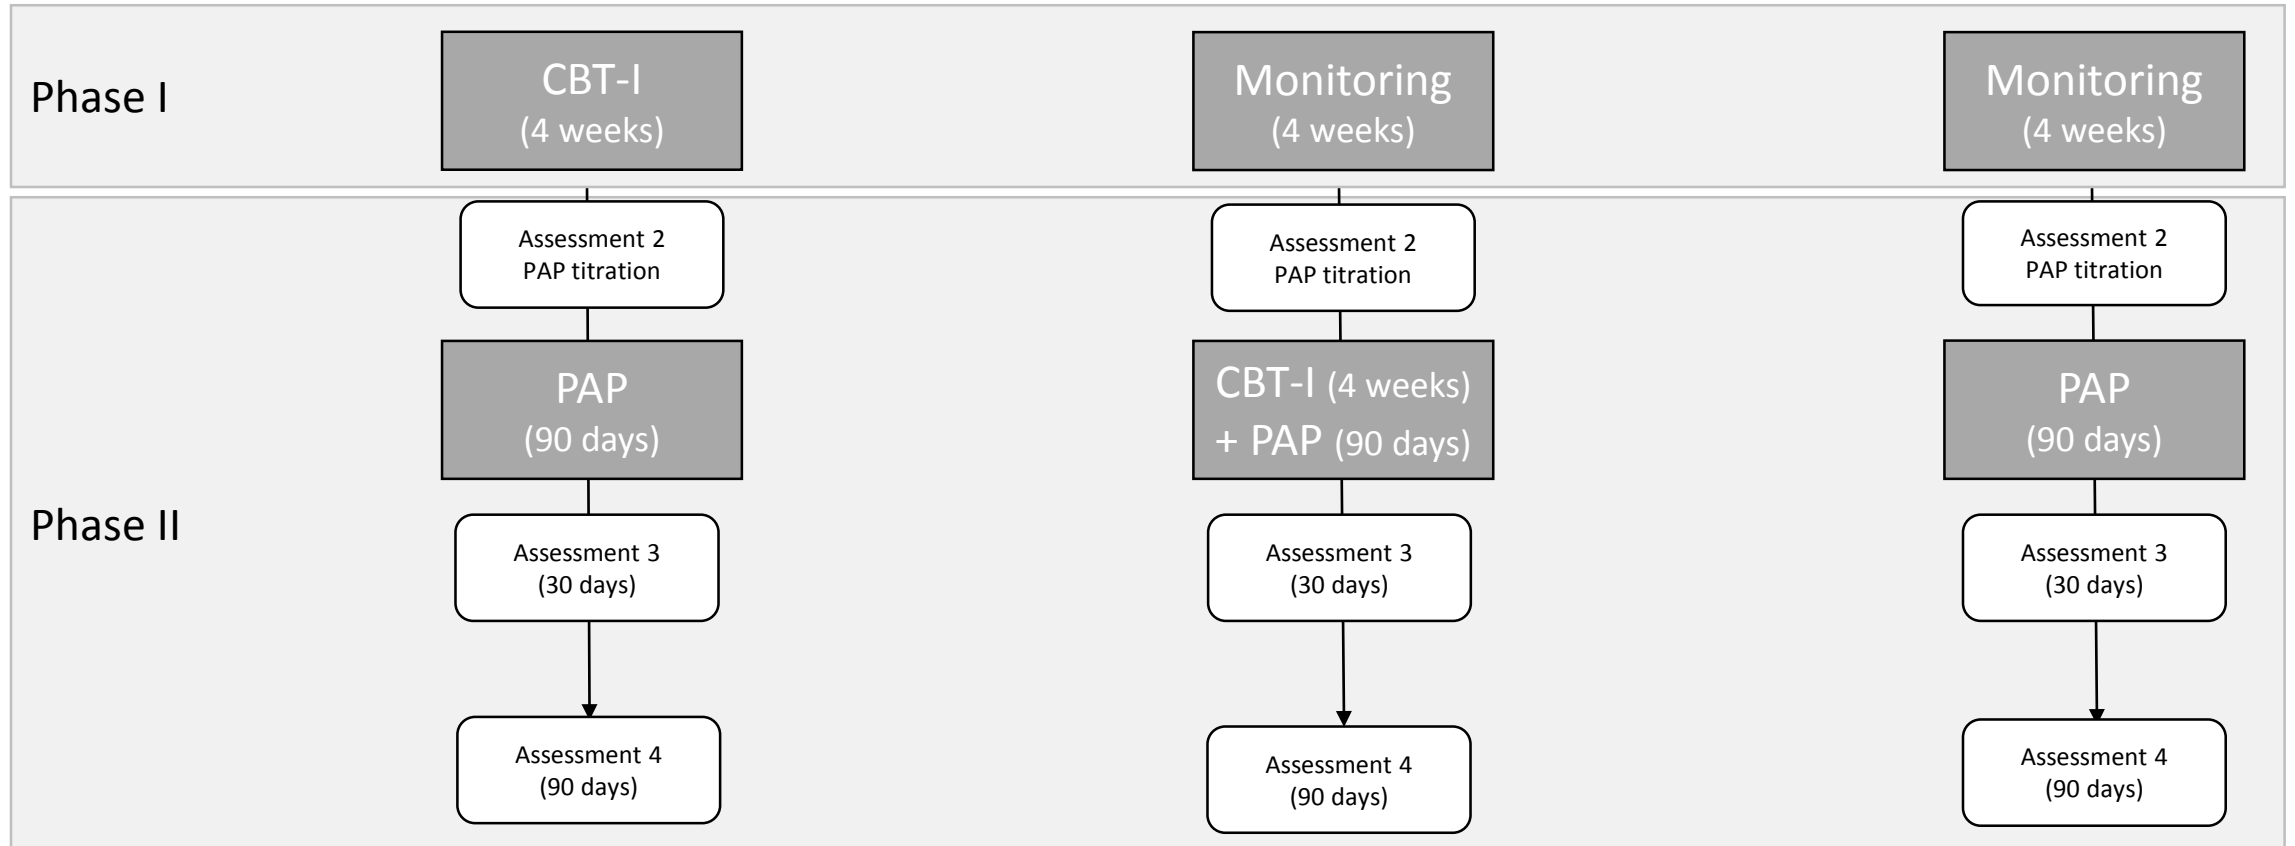 Phase I
CBT-I
(4 weeks)
Monitoring
(4 weeks)
Monitoring
(4 weeks)
Phase II
Assessment 2
PAP titration
PAP
(90 days)
Assessment 3
(30 days)
Assessment 4
(90 days)
Assessment 2
PAP titration
CBT-I (4 weeks)
+ PAP (90 days)
Assessment 3
(30 days)
Assessment 4
(90 days)
Assessment 2
PAP titration
PAP
(90 days)
Assessment 3
(30 days)
Assessment 4
(90 days)